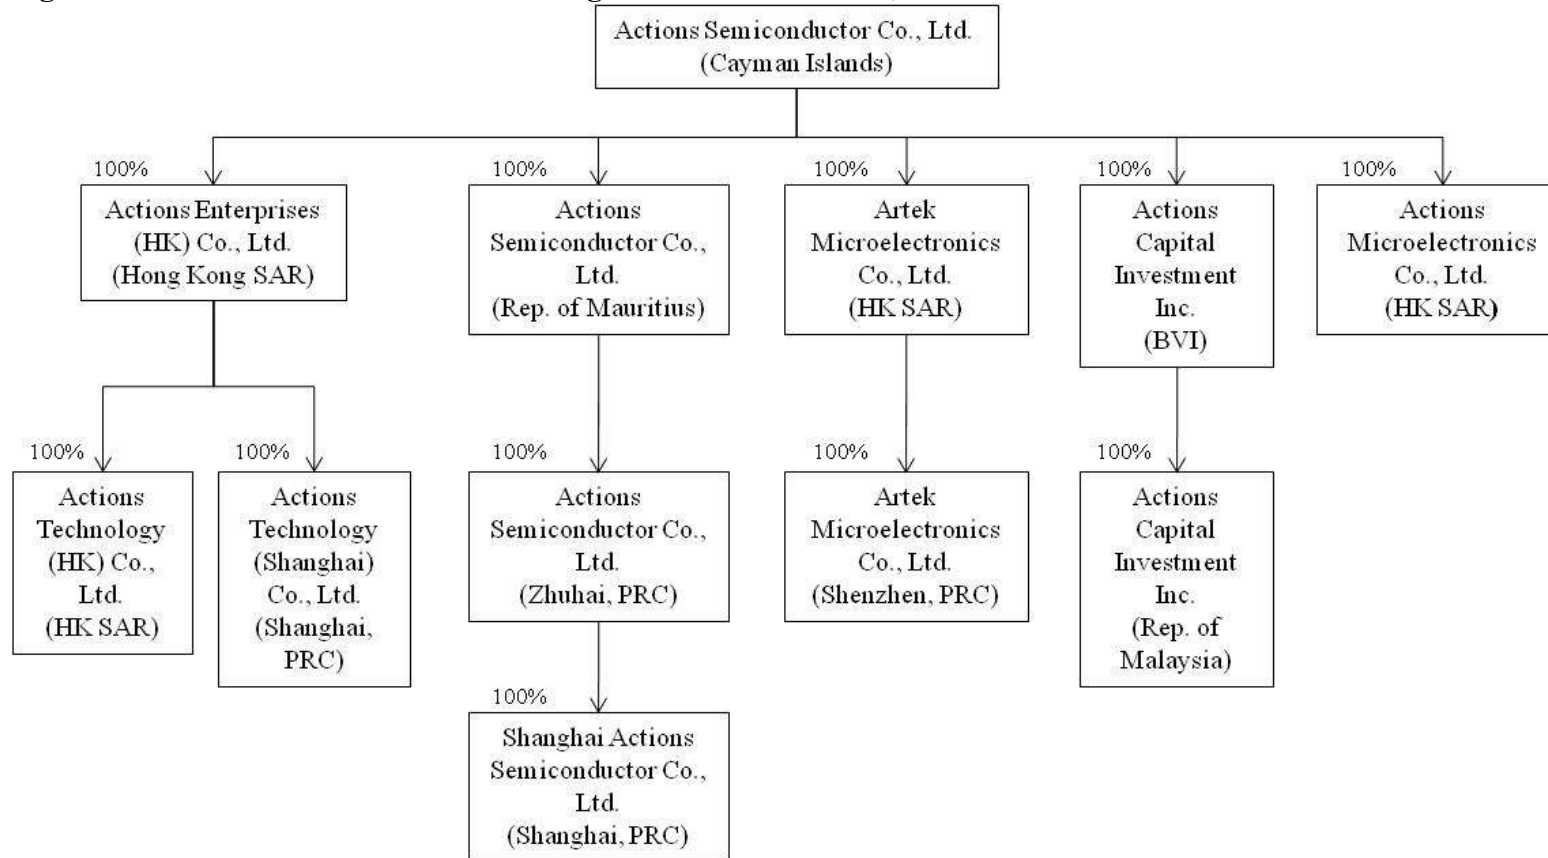 Actions Semiconductor Co., Ltd.
(Cayman Islands)
100%
100%
100%
100%
100%
Actions Enterprises
(HK) Co., Ltd.
(Hong Kong SAR)
Actions
Semiconductor Co.,
Ltd.
(Rep. of Mauritius)
Artek
Microelectronics
Co., Ltd.
(HK SAR)
Actions
Capital
Investment
Inc.
(BVI)
Actions
Microelectronics
Co., Ltd.
(HK SAR)
100%
100%
100%
100%
100%
Actions
Technology
(HK) Co.,
Ltd.
(HK SAR)
Actions
Technology
(Shanghai)
Co., Ltd.
(Shanghai,
PRC)
Actions
Semiconductor Co.,
Ltd.
(Zhuhai, PRC)
Artek
Microelectronics
Co., Ltd.
(Shenzhen, PRC)
Actions
Capital
Investment
Inc.
(Rep. of
Malaysia)
100%
Shanghai Actions
Semiconductor Co.,
Ltd.
(Shanghai, PRC)